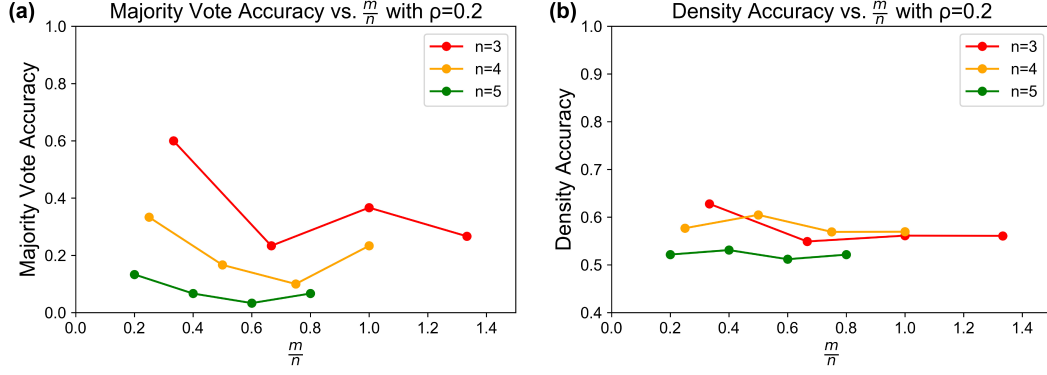 (a)
Majority Vote Accuracy vs. m/n with ρ=0.2
Majority Vote Accuracy
1.0
0.8
0.6
0.4
0.2
0.0
0.0 0.2 0.4 0.6 0.8 1.0 1.2 1.4
m/n
n=3
n=4
n=5
(b)
Density Accuracy vs. m/n with ρ=0.2
Density Accuracy
1.0
0.9
0.8
0.7
0.6
0.5
0.4
0.0 0.2 0.4 0.6 0.8 1.0 1.2 1.4
m/n
n=3
n=4
n=5